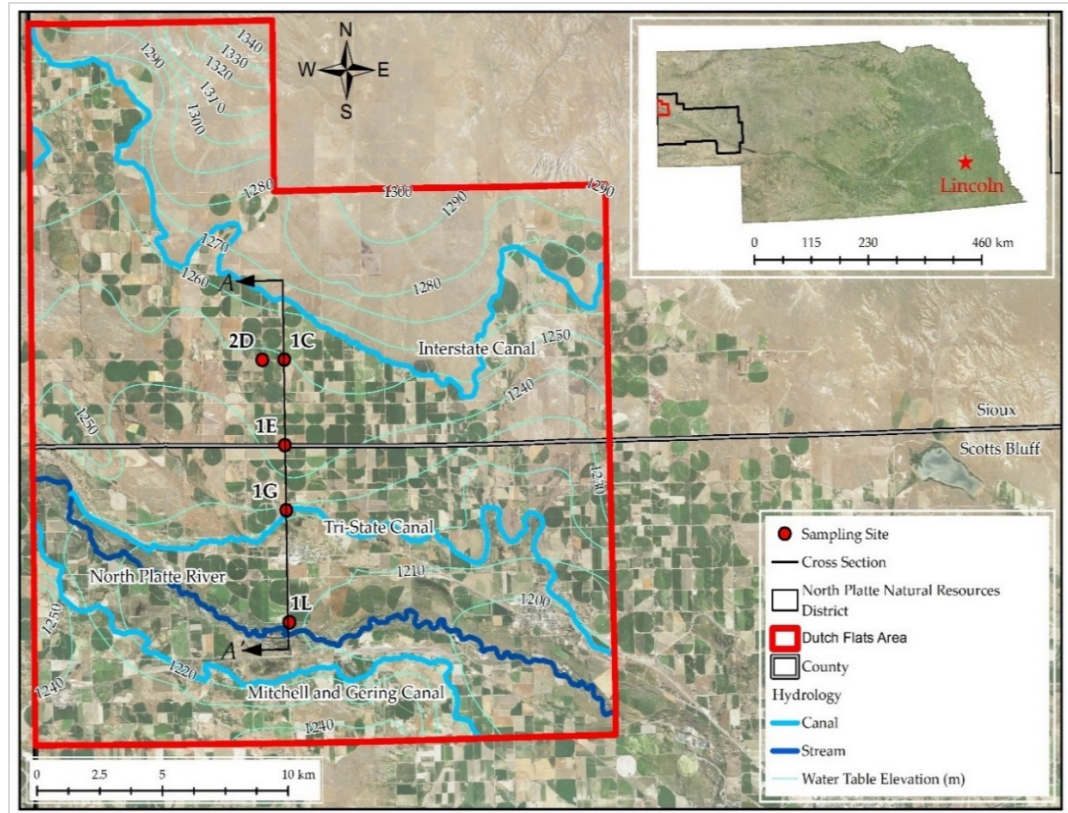 N
W E
S
1340
1330
1320
1310
1300
1290
1280
1300
1290
1290
1270
1260
1280
1250
1240
A
2D
1C
Interstate Canal
1250
1E
1G
Tri-State Canal
1230
North Platte River
1210
1200
1L
A'
1250
1220
1240
Mitchell and Gering Canal
1240
Sioux
Scotts Bluff
Lincoln
0 115 230 460 km
Sampling Site
Cross Section
North Platte Natural Resources
District
Dutch Flats Area
County
Hydrology
Canal
Stream
Water Table Elevation (m)
0 2.5 5 10 km